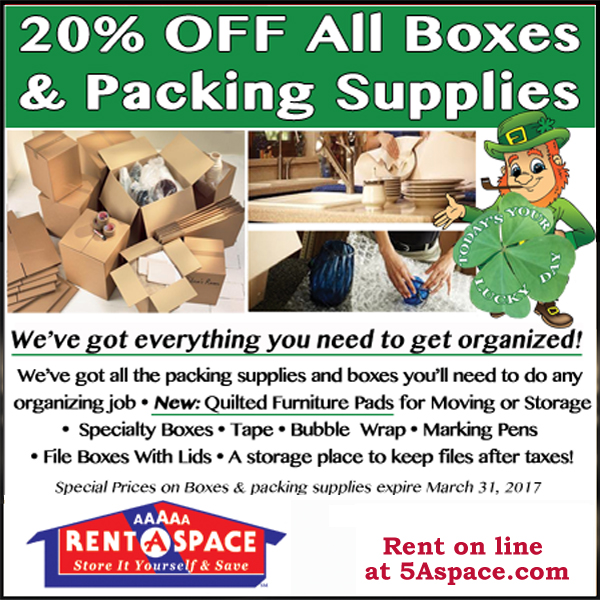 20% OFF All Boxes
& Packing Supplies
TODAY'S YOUR
LUCKY DAY
We've got everything you need to get organized!
We've got all the packing supplies and boxes you'll need to do any
organizing job • New: Quilted Furniture Pads for Moving or Storage
• Specialty Boxes • Tape • Bubble Wrap • Marking Pens
• File Boxes With Lids • A storage place to keep files after taxes!
Special Prices on Boxes & packing supplies expire March 31, 2017
AAAAA
RENT A SPACE
Store It Yourself & Save
Rent on line
at 5Aspace.com